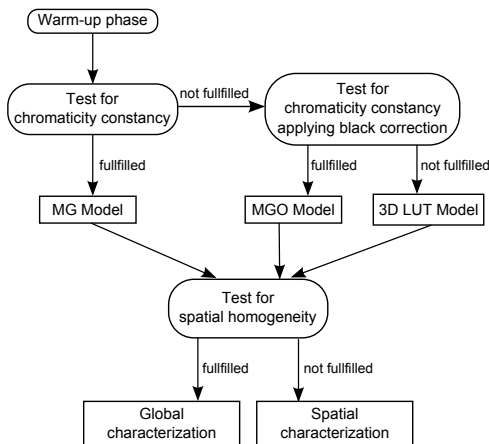 Warm-up phase
Test for
chromaticity constancy
not fullfilled
Test for
chromaticity constancy
applying black correction
fullfilled
fullfilled
not fullfilled
MG Model
MGO Model
3D LUT Model
Test for
spatial homogeneity
fullfilled
not fullfilled
Global
characterization
Spatial
characterization